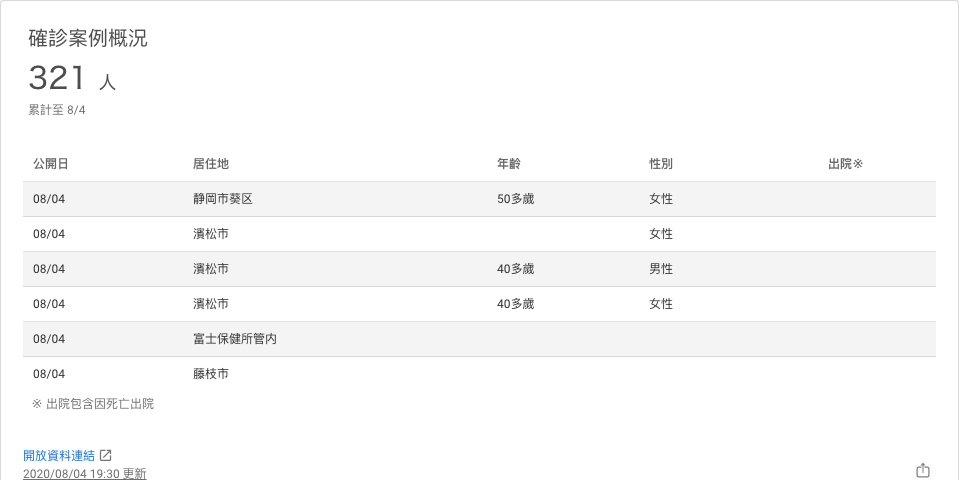 確診案例概況
321 人
累計至 8/4
公開日 居住地 年齡 性別 出院※
08/04 静岡市葵区 50多歲 女性
08/04 濱松市 女性
08/04 濱松市 40多歲 男性
08/04 濱松市 40多歲 女性
08/04 富士保健所管内
08/04 藤枝市
※ 出院包含因死亡出院
開放資料連結
2020/08/04 19:30 更新